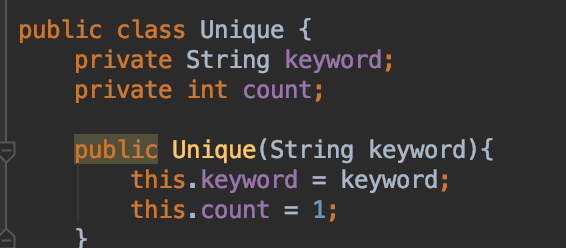 public class Unique {
    private String keyword;
    private int count;

    public Unique(String keyword){
        this.keyword = keyword;
        this.count = 1;
    }